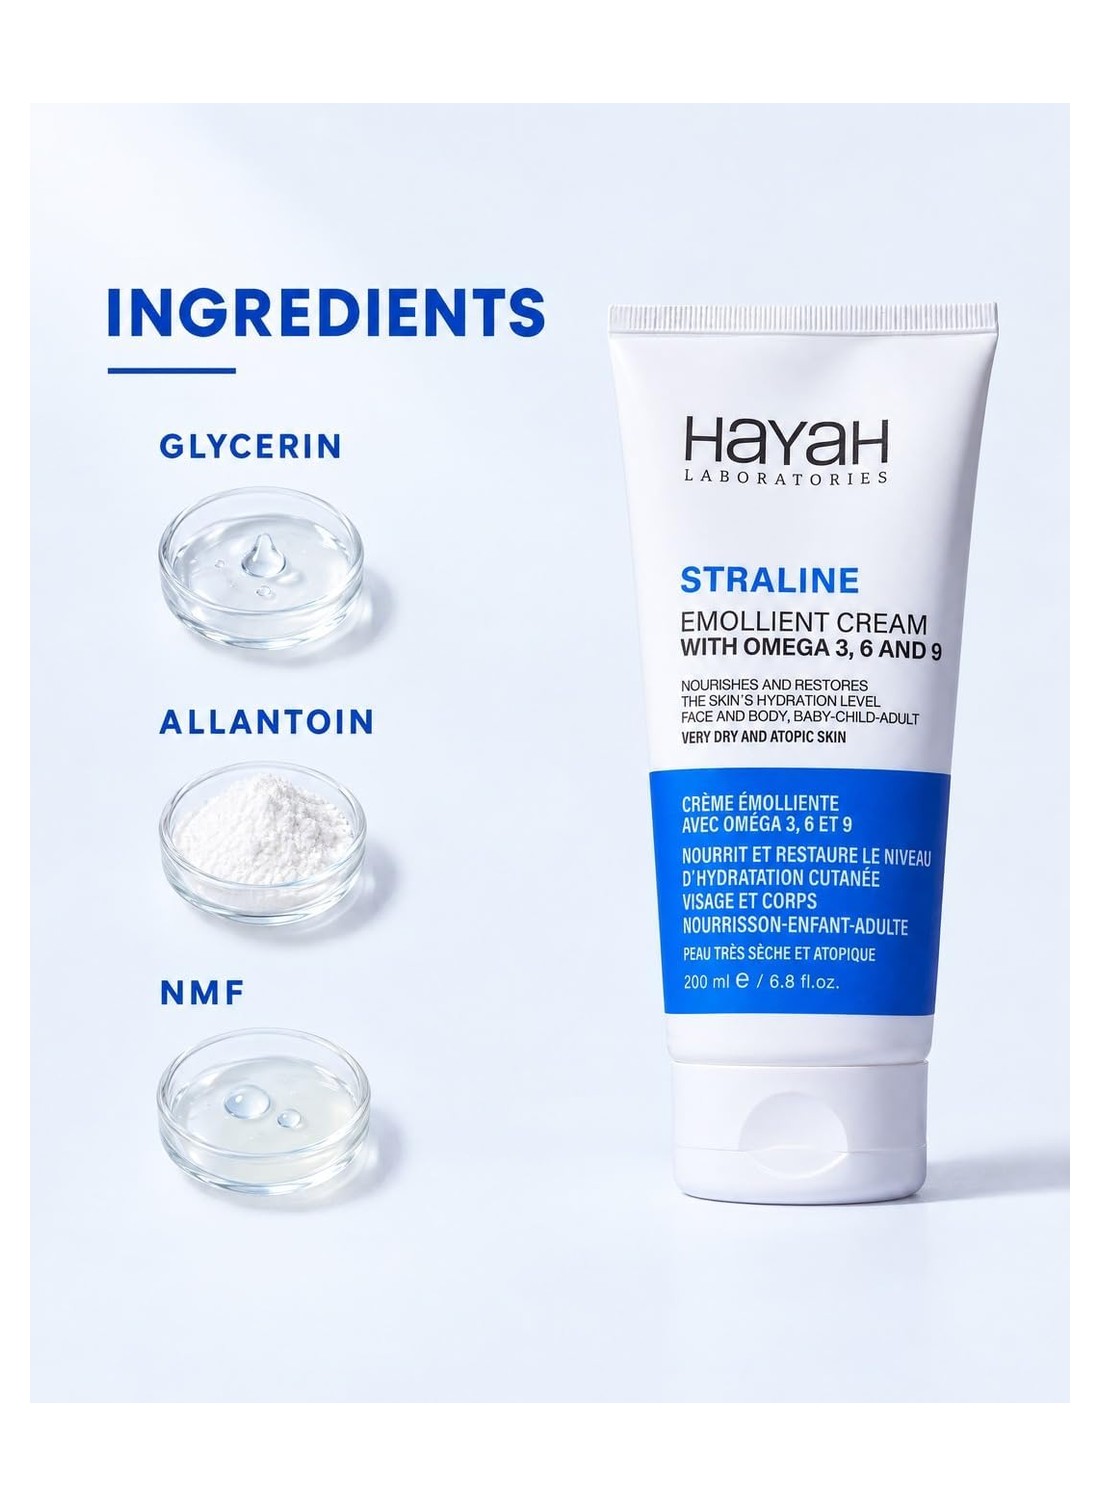 INGREDIENTS
GLYCERIN
ALLANTOIN
NMF
HAYAH
LABORATORIES
STRALINE
EMOLLIENT CREAM
WITH OMEGA 3, 6 AND 9
NOURISHES AND RESTORES
THE SKIN'S HYDRATION LEVEL
FACE AND BODY, BABY-CHILD-ADULT
VERY DRY AND ATOPIC SKIN
CRÈME ÉMOLLIENTE
AVEC OMÉGA 3, 6 ET 9
NOURRIT ET RESTAURE LE NIVEAU
D'HYDRATATION CUTANÉE
VISAGE ET CORPS
NOURRISSON-ENFANT-ADULTE
PEAU TRÈS SÈCHE ET ATOPIQUE
200 ml e / 6.8 fl.oz.